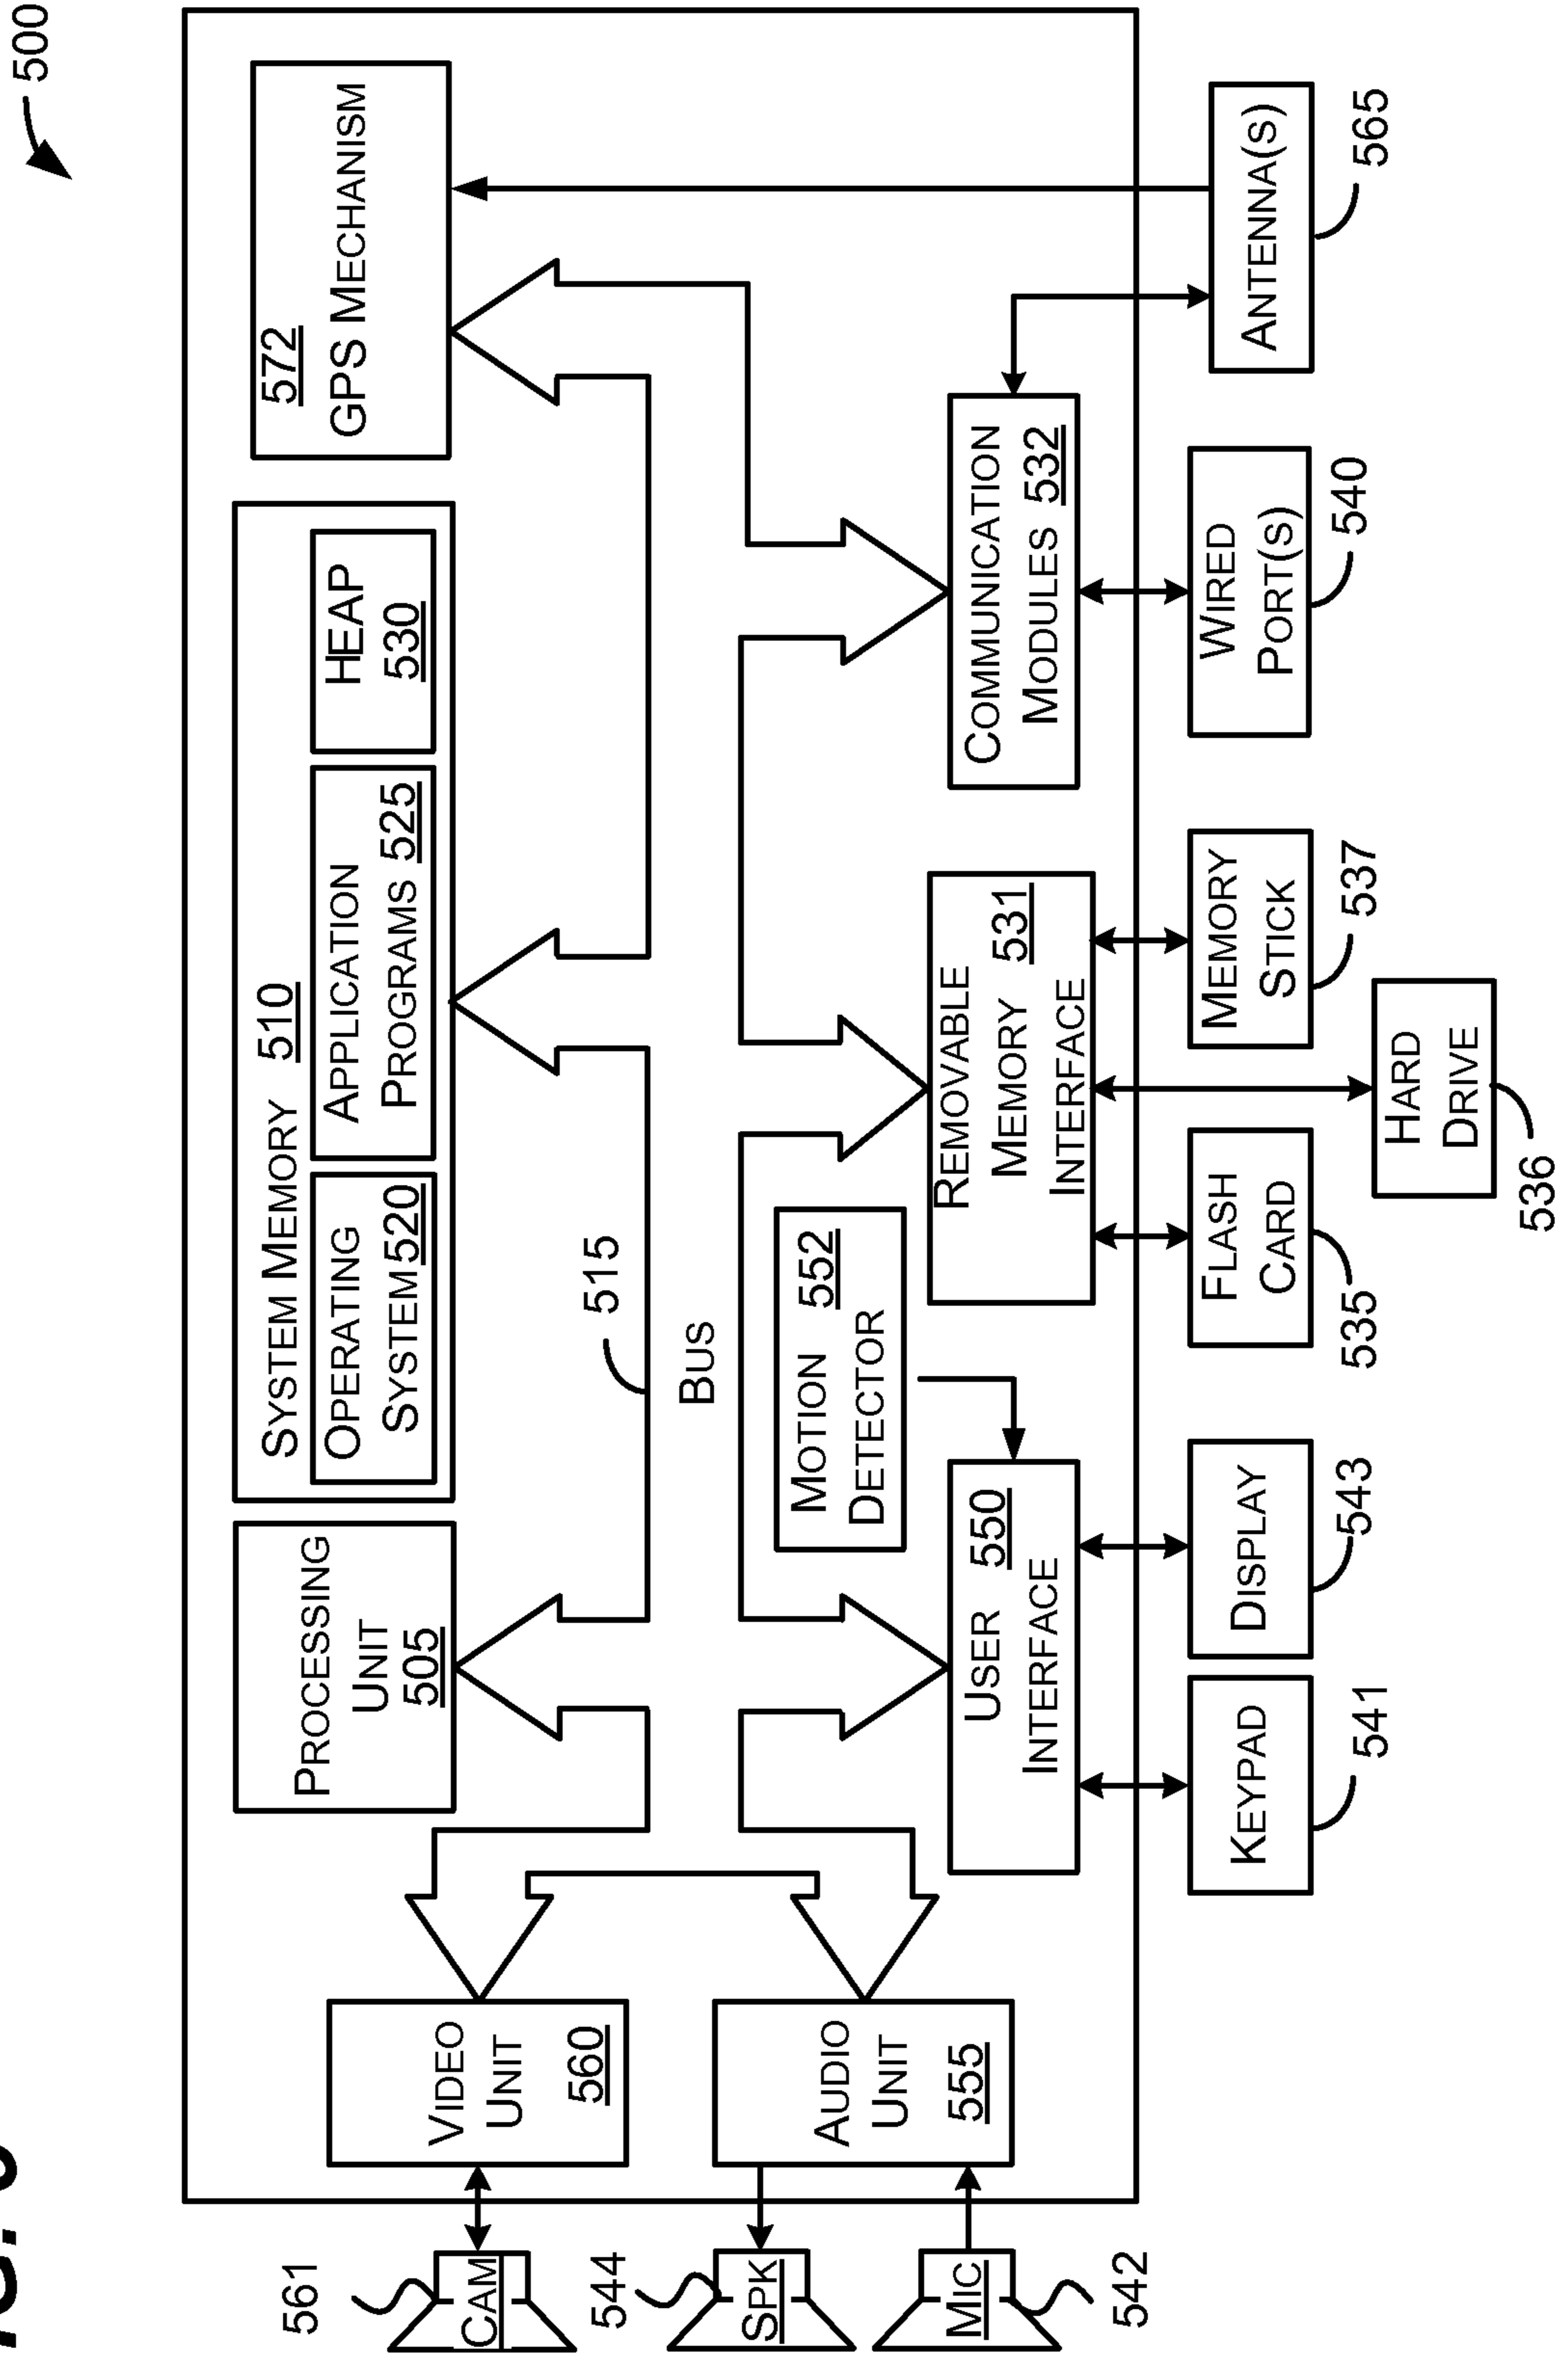 500
PROCESSING
UNIT
505
SYSTEM MEMORY 510
OPERATING
SYSTEM 520
APPLICATION
PROGRAMS 525
HEAP
530
572
GPS MECHANISM
515
BUS
VIDEO
UNIT
560
AUDIO
UNIT
555
MOTION 552
DETECTOR
USER 550
INTERFACE
REMOVABLE
MEMORY 531
INTERFACE
COMMUNICATION
MODULES 532
561
CAM
544
SPK
MIC
542
KEYPAD
541
DISPLAY
543
FLASH
CARD
535
HARD
DRIVE
536
MEMORY
STICK
537
WIRED
PORT(S)
540
ANTENNA(S)
565